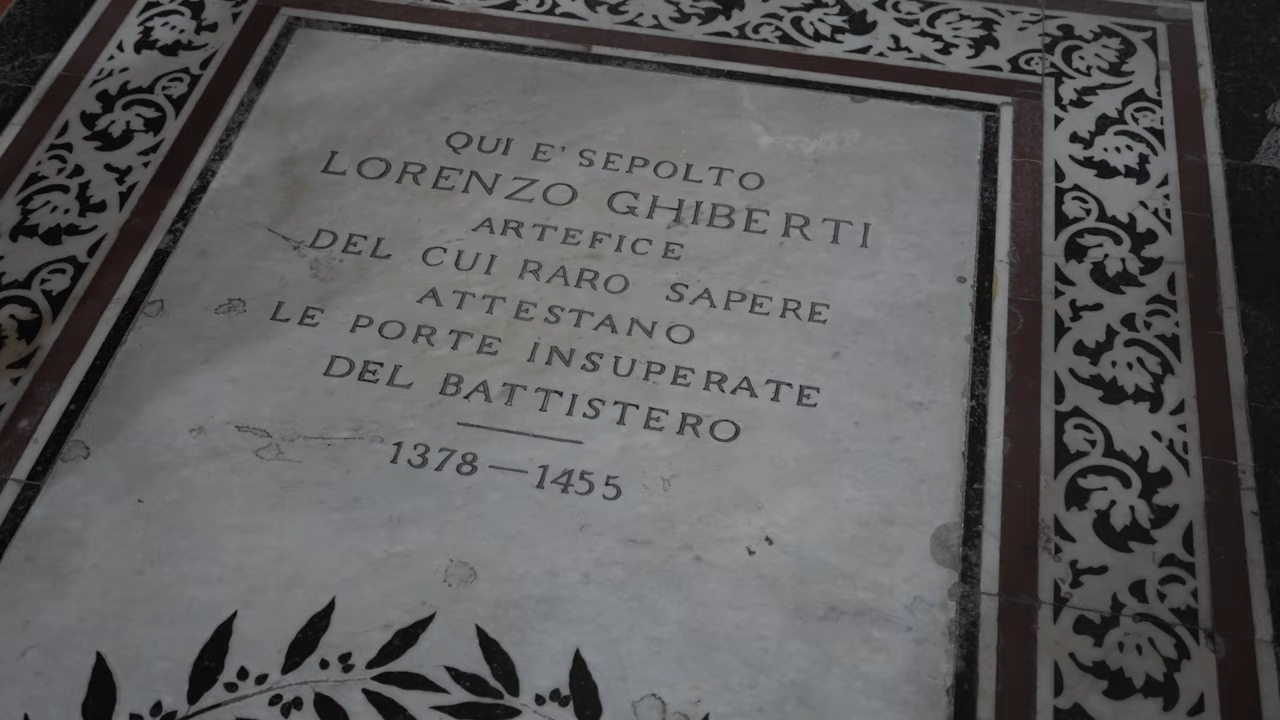 QUI E' SEPOLTO
LORENZO GHIBERTI
ARTEFICE
DEL CUI RARO SAPERE
ATTESTANO
LE PORTE INSUPERATE
DEL BATTISTERO
1378—1455